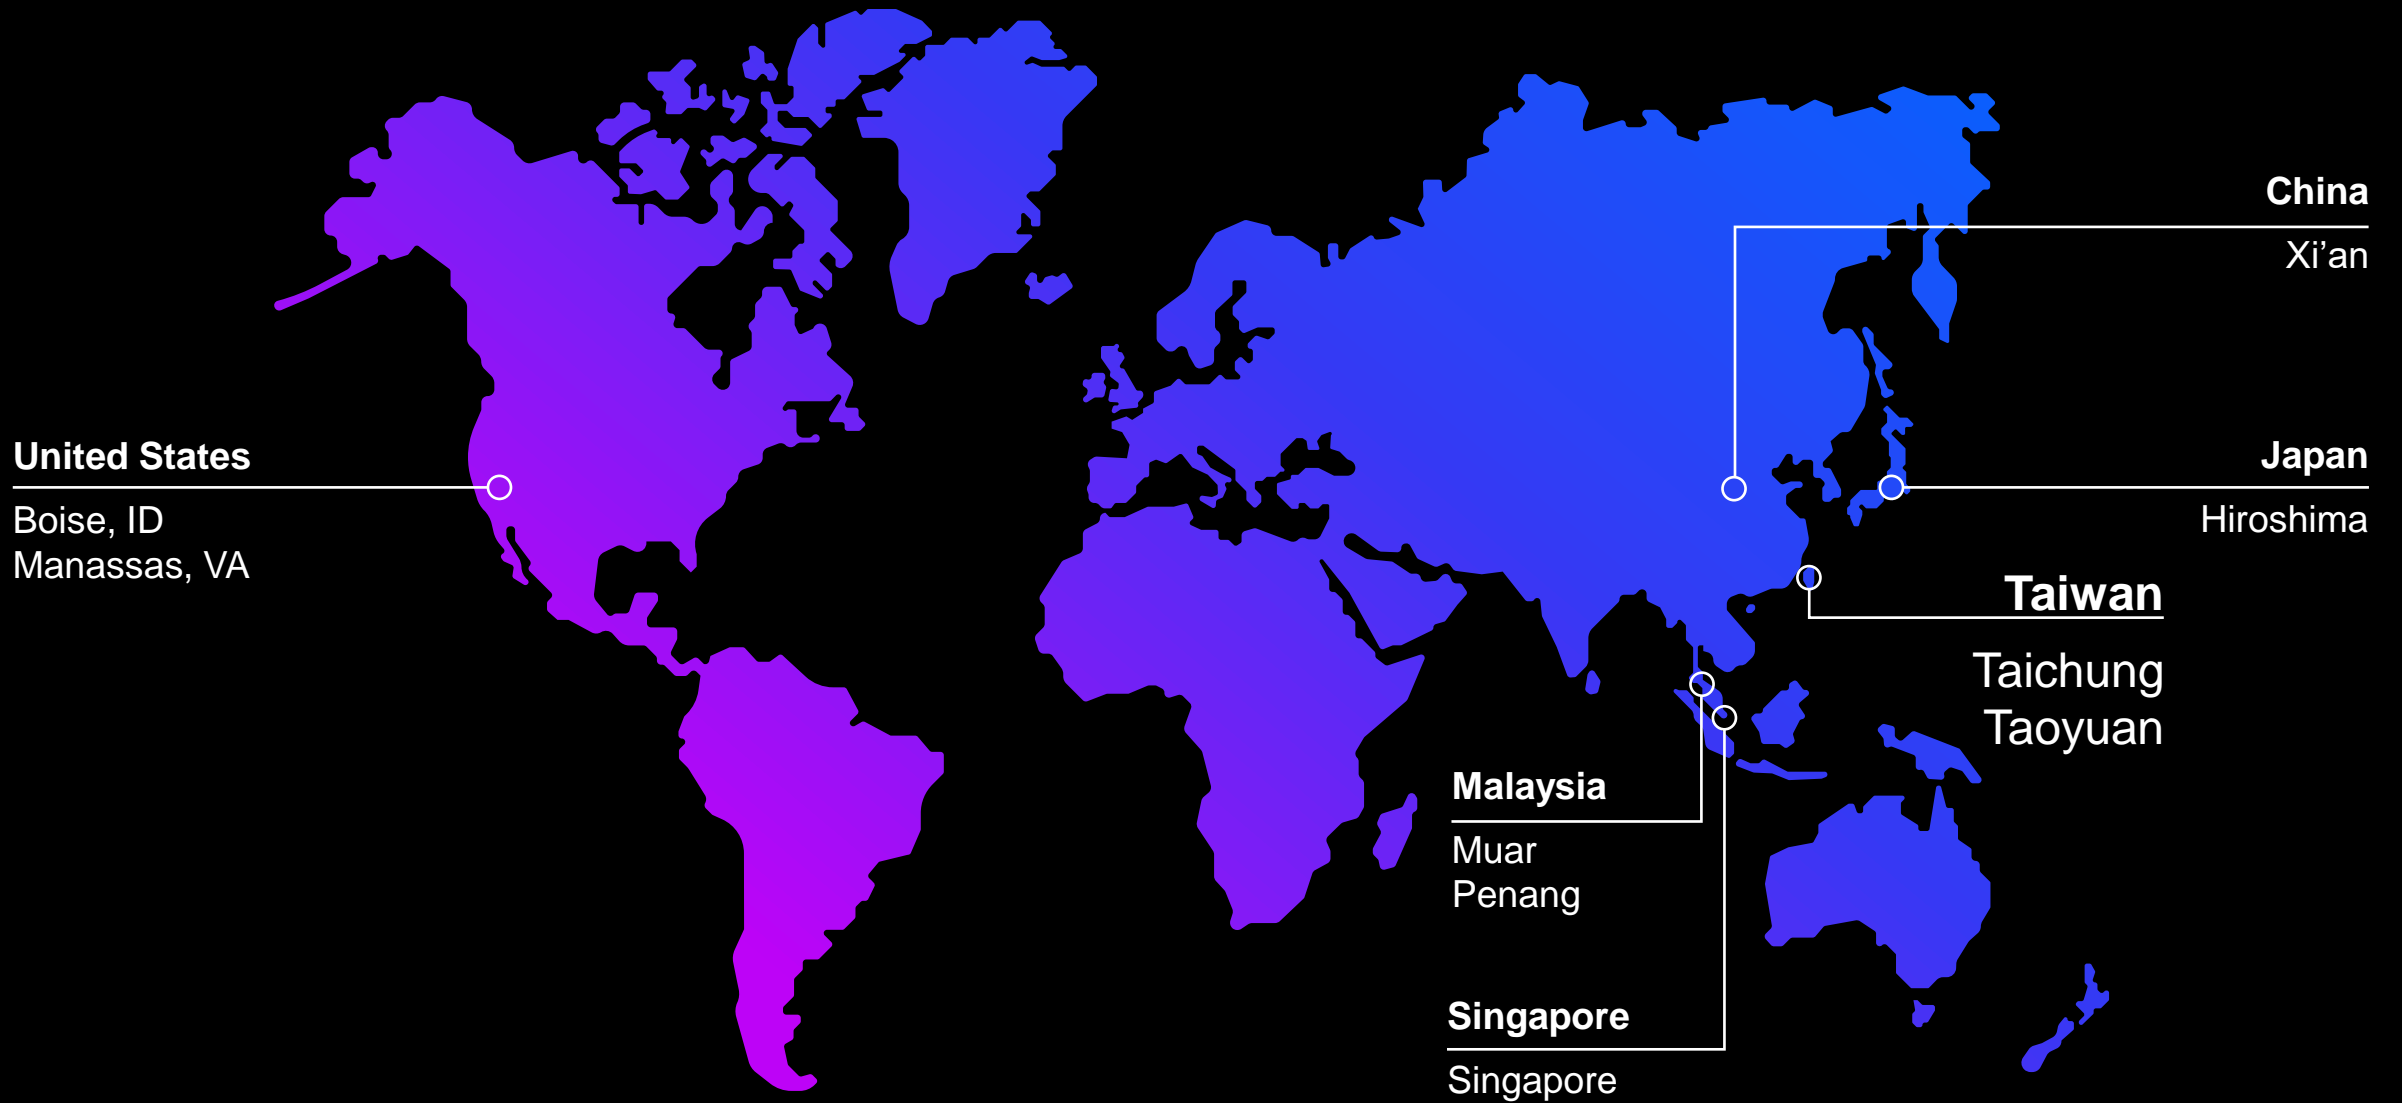 United States
Boise, ID
Manassas, VA
China
Xi’an
Japan
Hiroshima
Taiwan
Taichung
Taoyuan
Malaysia
Muar
Penang
Singapore
Singapore